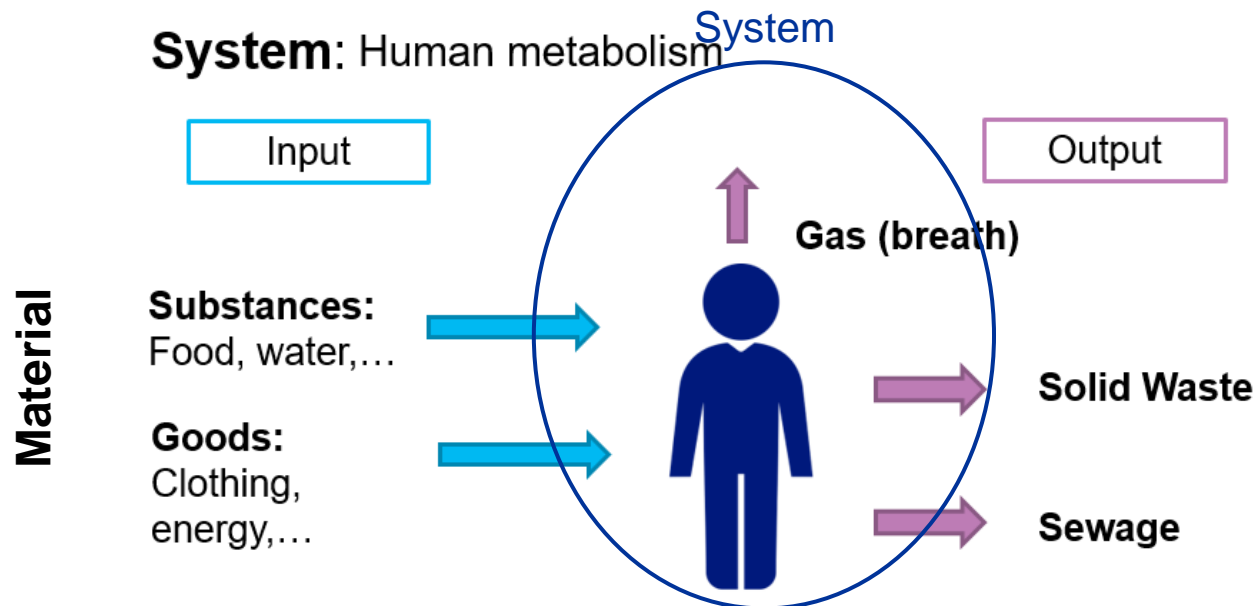 System
System: Human metabolism
Input
Output
Gas (breath)
Material
Substances:
Food, water,…
Solid Waste
Goods:
Clothing,
energy,…
Sewage